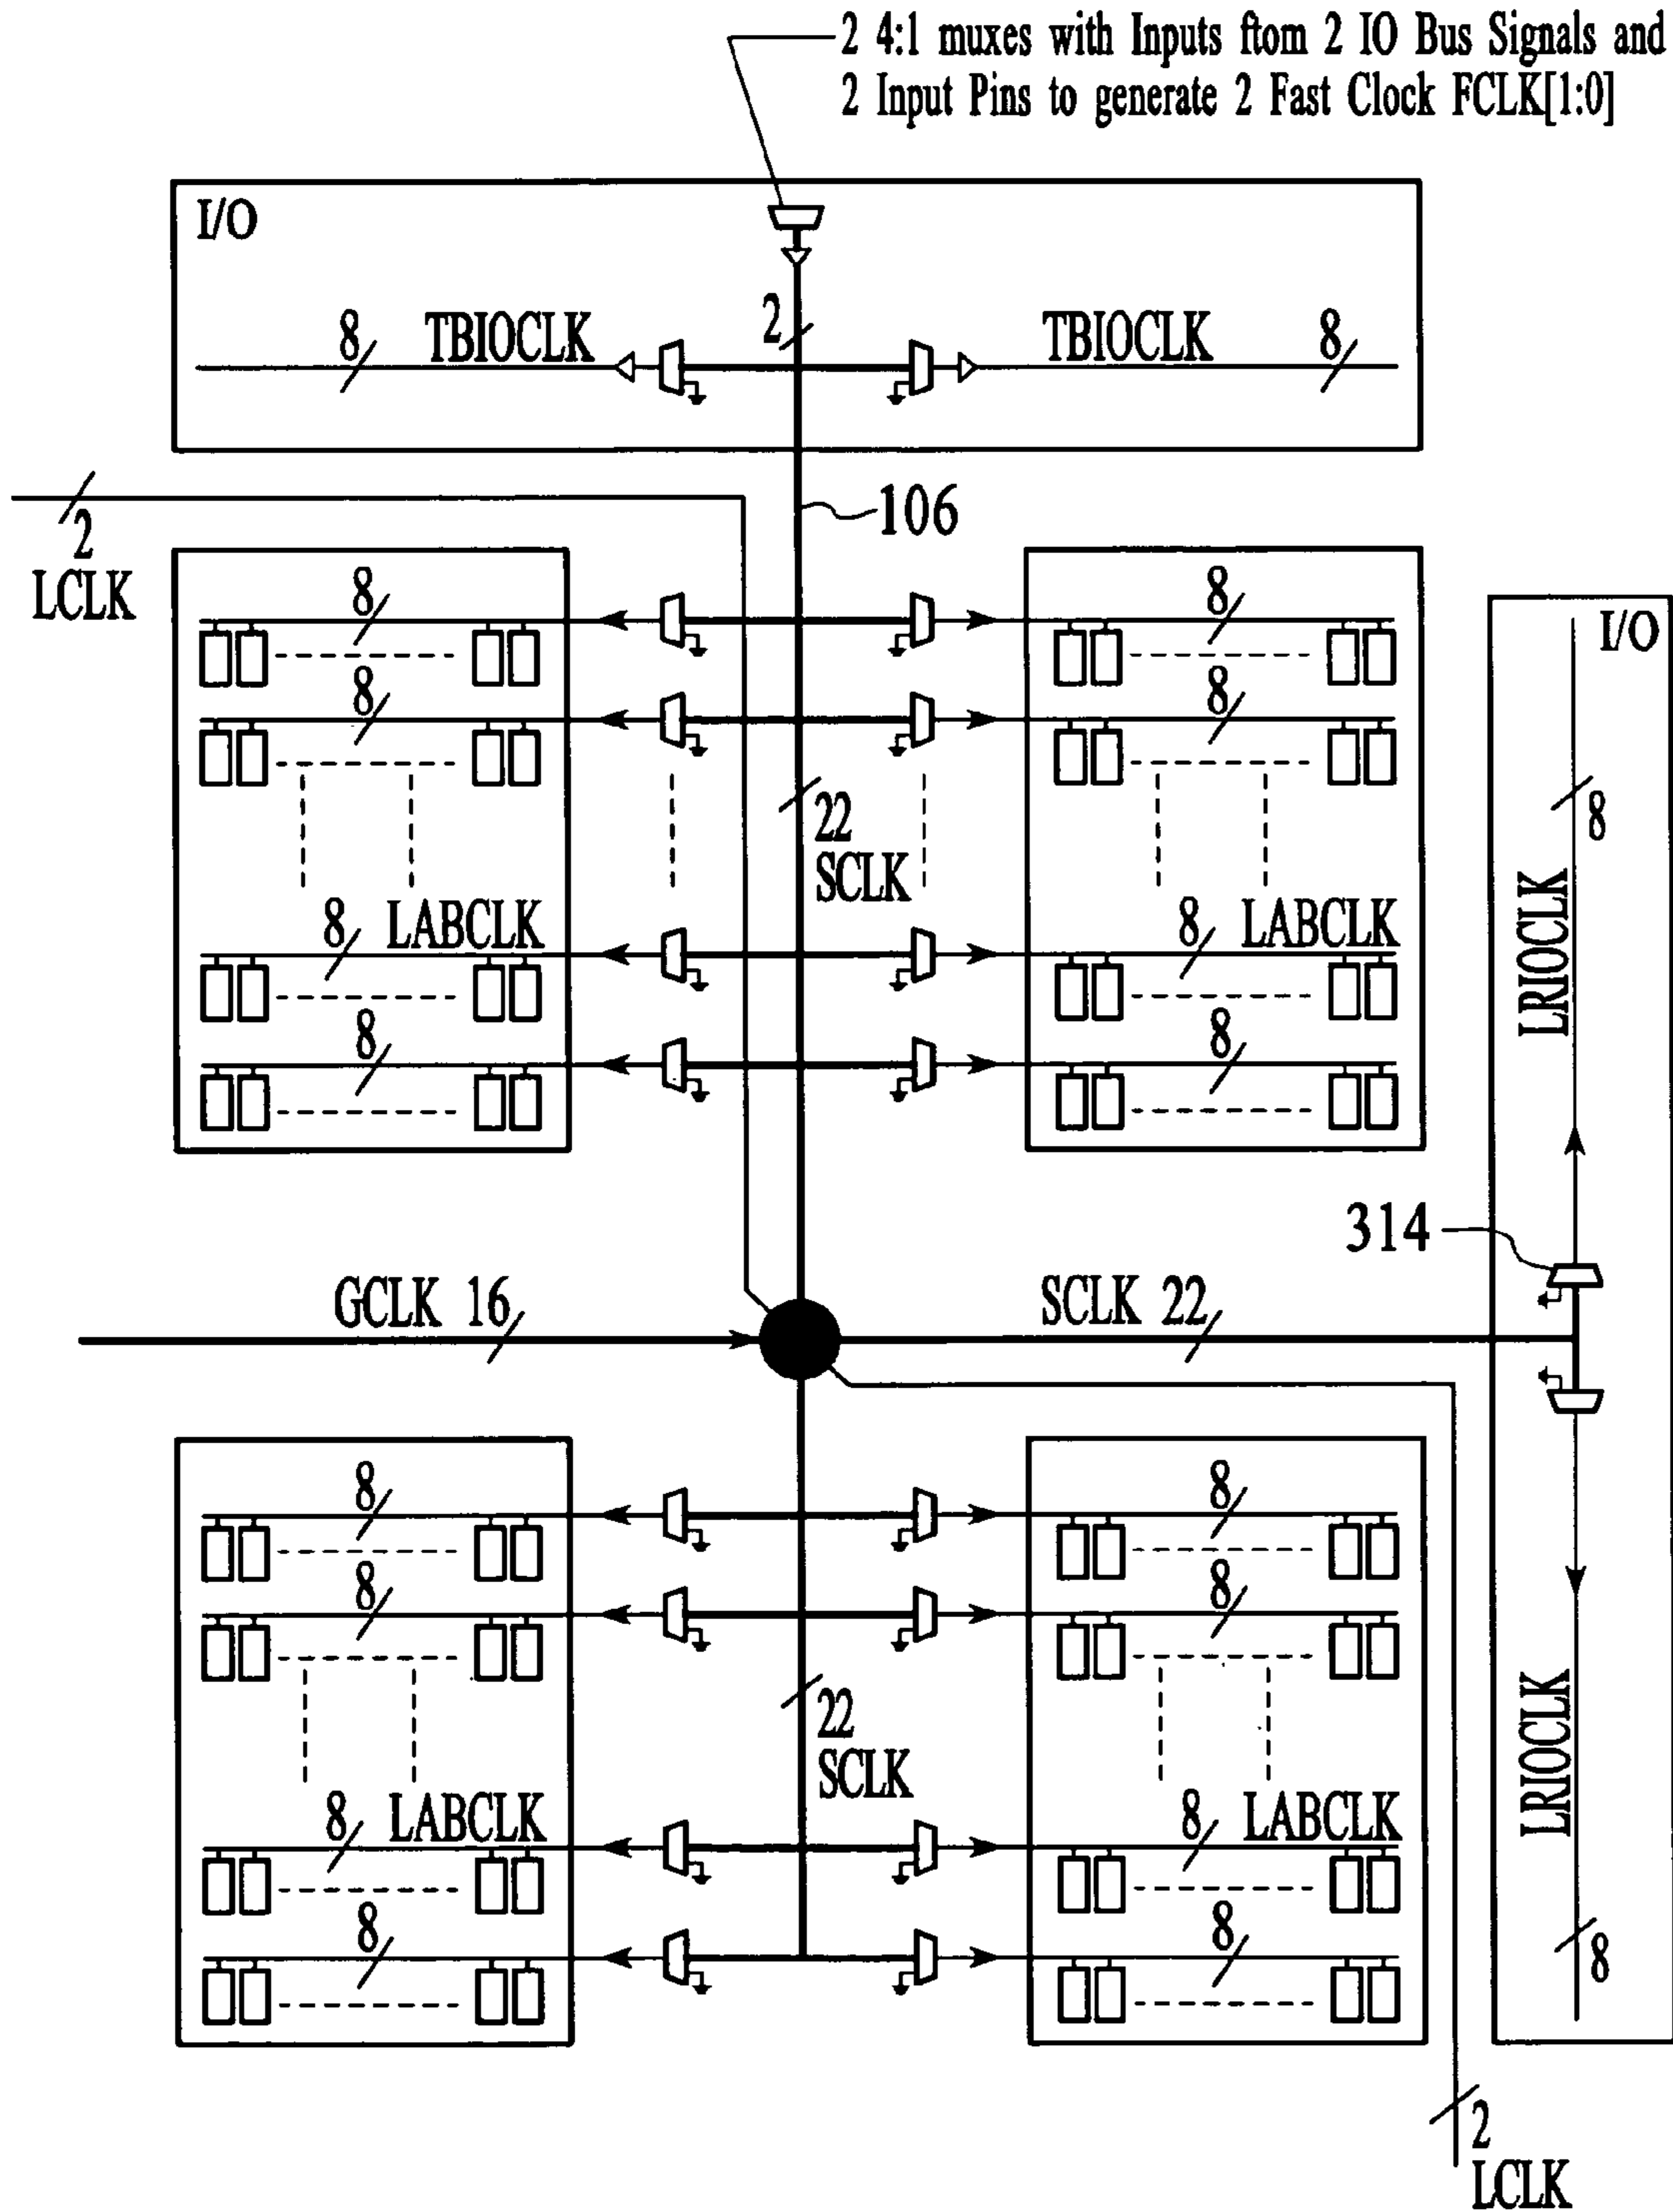 2 4:1 muxes with Inputs ftom 2 IO Bus Signals and
2 Input Pins to generate 2 Fast Clock FCLK[1:0]
I/O
2
8 TBIOCLK
TBIOCLK 8
106
2
LCLK
8
8
8
8
22
SCLK
8 LABCLK
8 LABCLK
8
8
I/O
8
LRIOCLK
314
GCLK 16
SCLK 22
8
8
8
8
22
SCLK
8 LABCLK
8 LABCLK
8
8
LRIOCLK
8
2
LCLK